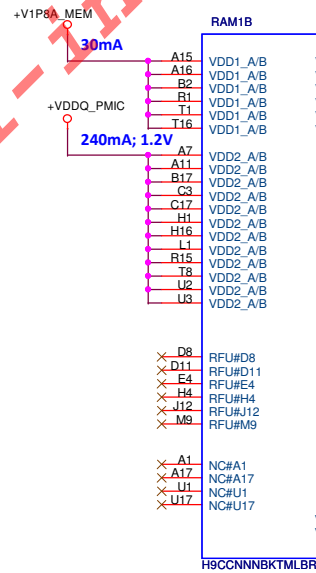 +V1P8A_MEM
RAM1B
30mA
A15 VDD1_A/B
A16 VDD1_A/B
B2 VDD1_A/B
R1 VDD1_A/B
T1 VDD1_A/B
T16 VDD1_A/B
+VDDQ_PMIC
240mA; 1.2V
A7 VDD2_A/B
A11 VDD2_A/B
B17 VDD2_A/B
C3 VDD2_A/B
C17 VDD2_A/B
H1 VDD2_A/B
H16 VDD2_A/B
L1 VDD2_A/B
R15 VDD2_A/B
T8 VDD2_A/B
U2 VDD2_A/B
U3 VDD2_A/B
D8 RFU#D8
D11 RFU#D11
E4 RFU#E4
H4 RFU#H4
J12 RFU#J12
M9 RFU#M9
A1 NC#A1
A17 NC#A17
U1 NC#U1
U17 NC#U17
H9CCNNNBKTMLBR